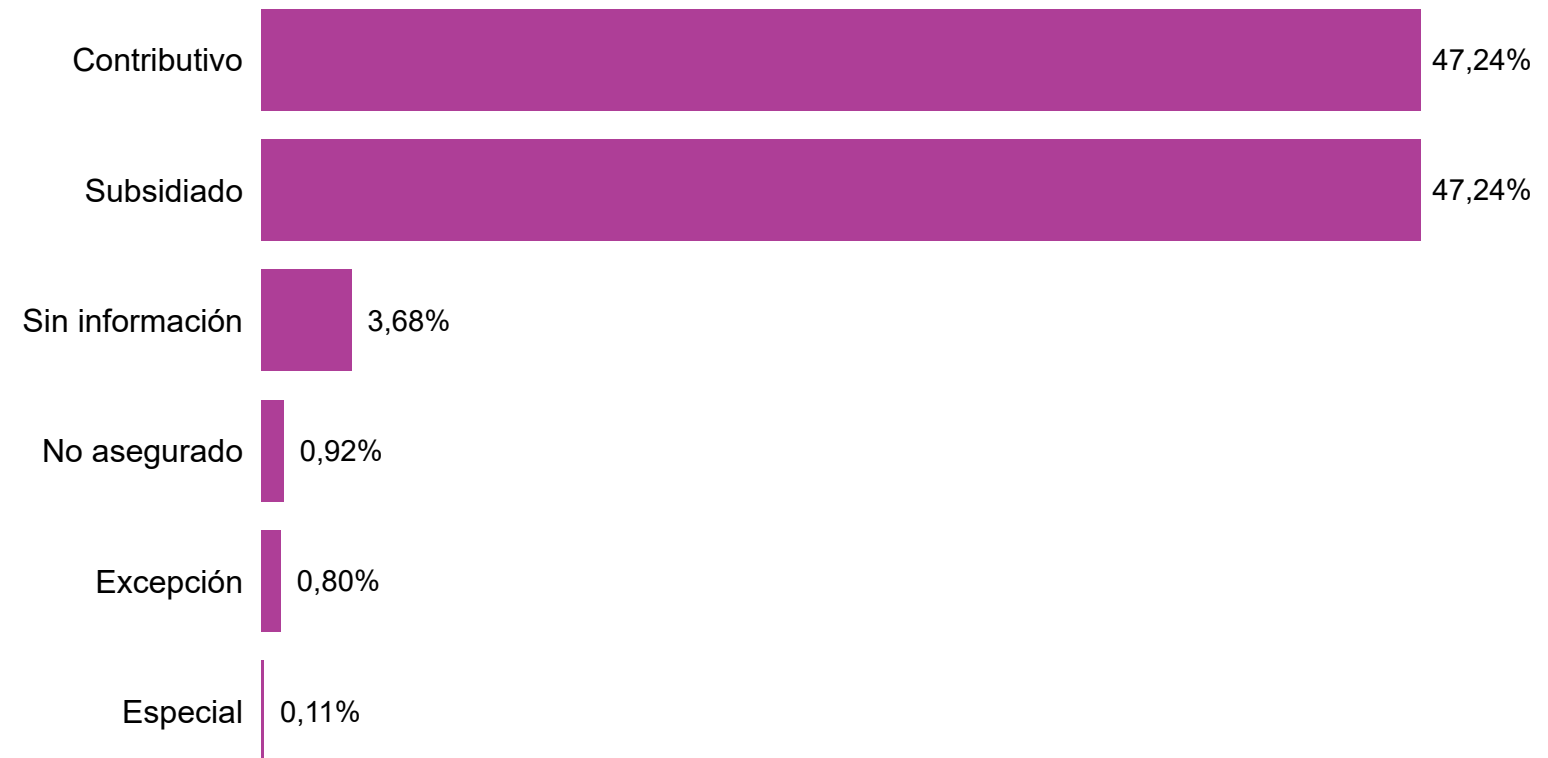 Contributivo 47,24%
Subsidiado 47,24%
Sin información 3,68%
No asegurado 0,92%
Excepción 0,80%
Especial 0,11%